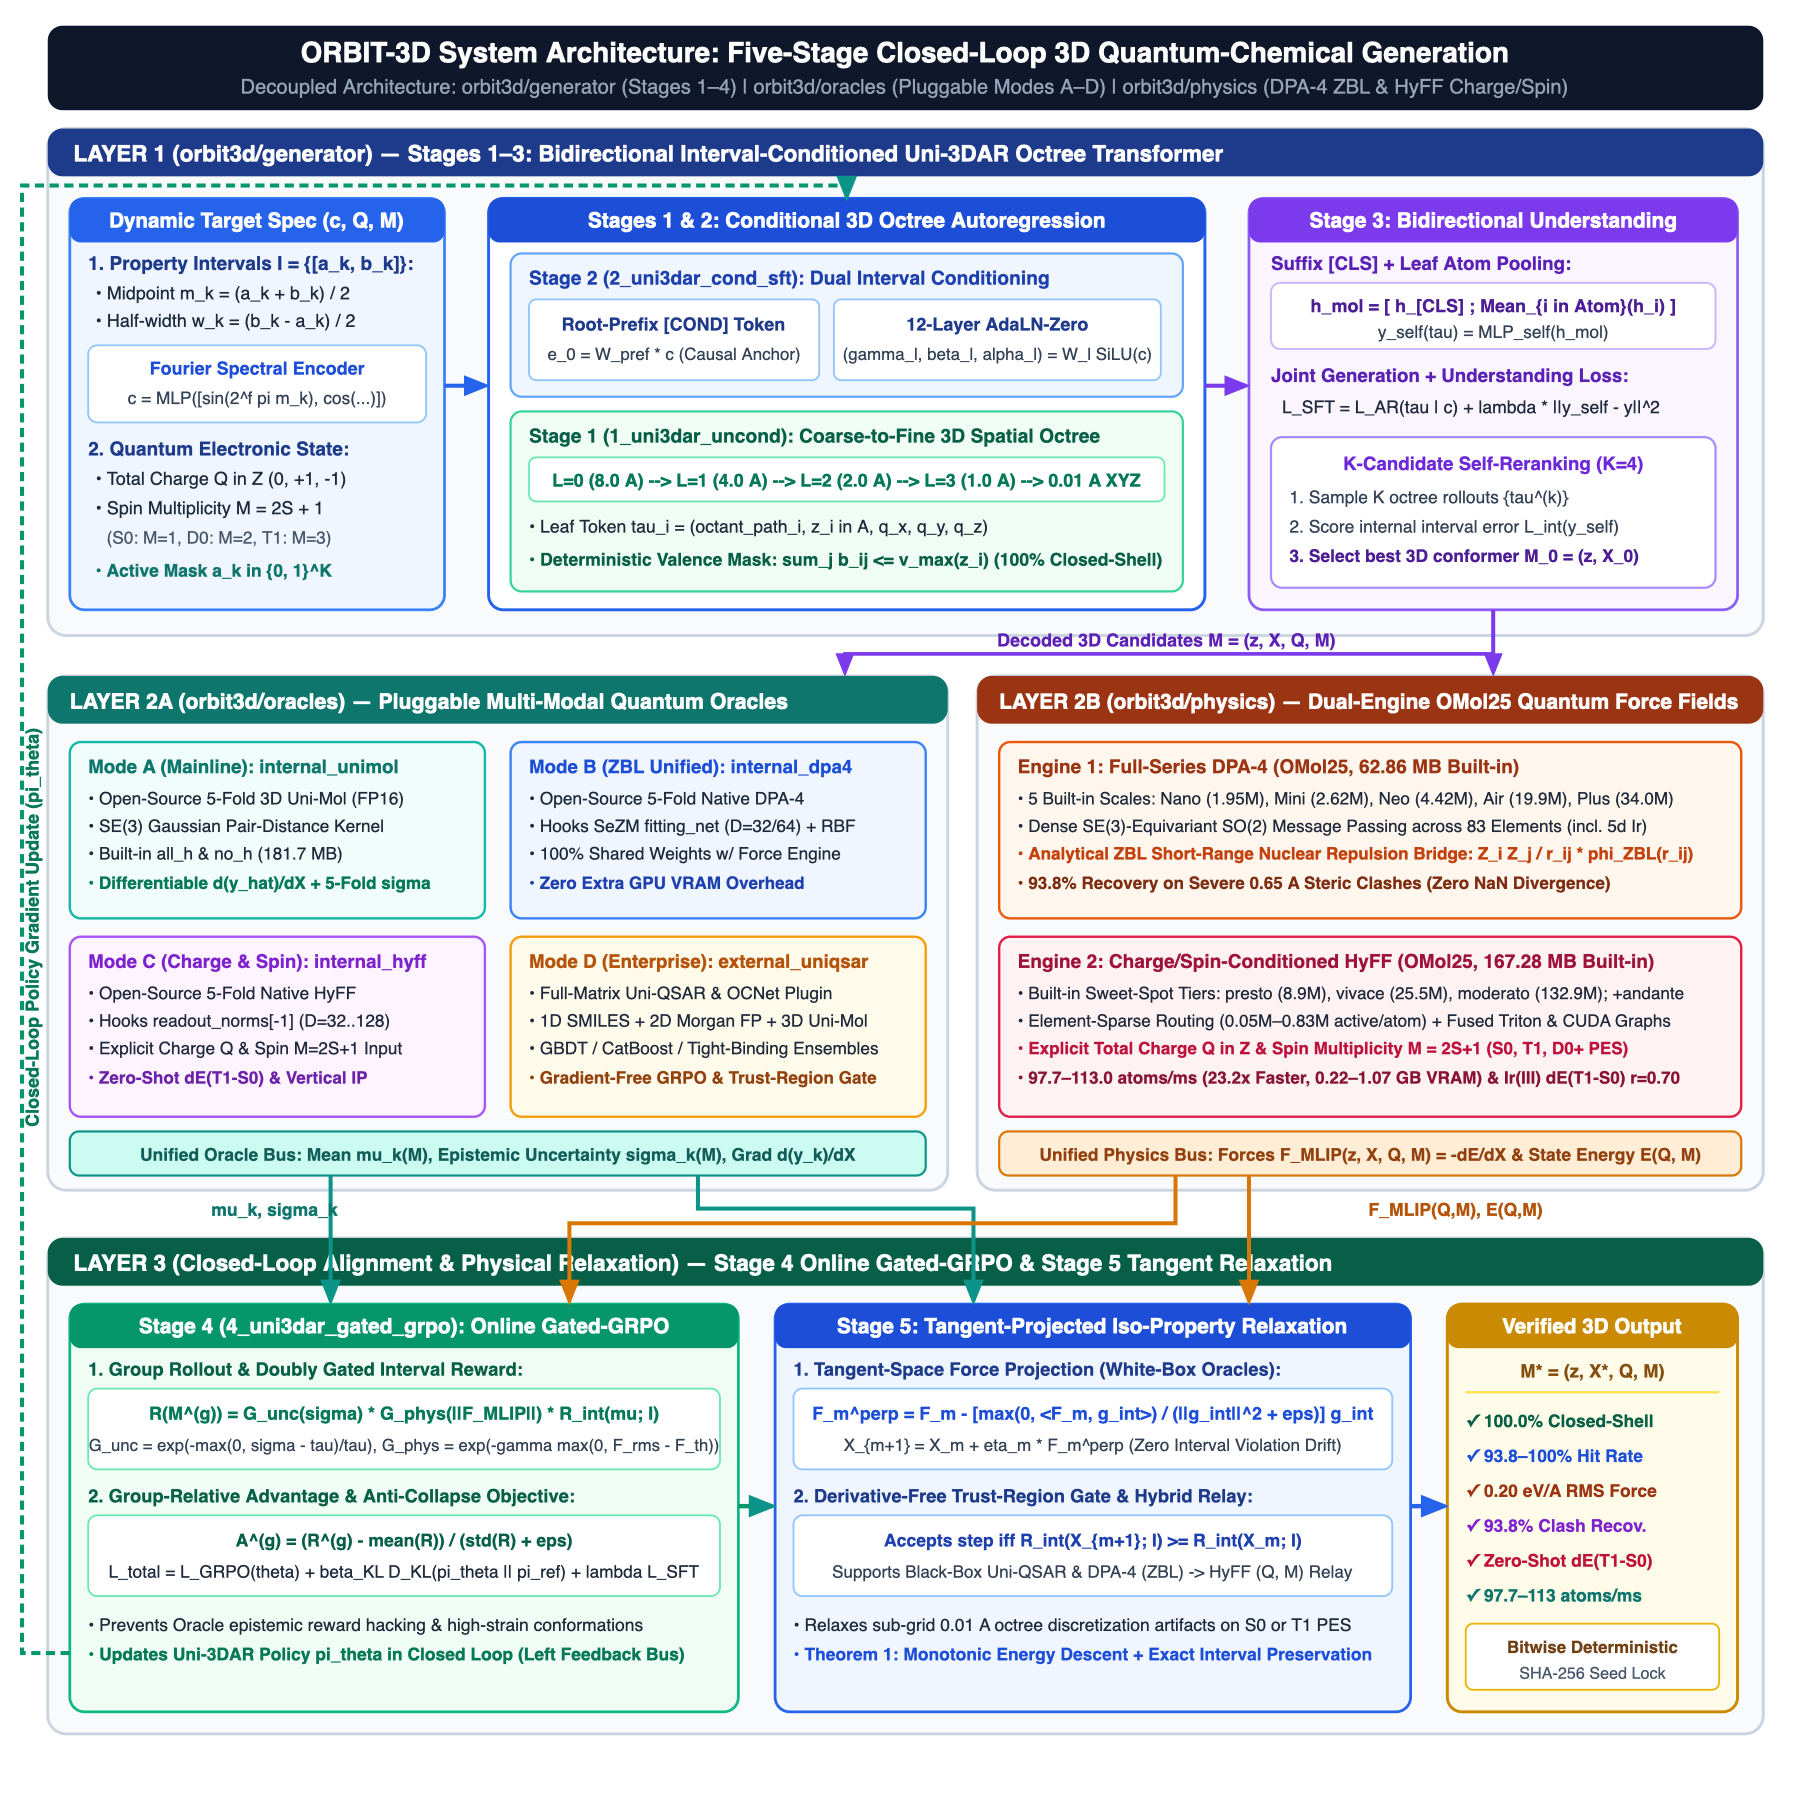 ORBIT-3D System Architecture: Five-Stage Closed-Loop 3D Quantum-Chemical Generation
Decoupled Architecture: orbit3d/generator (Stages 1–4) | orbit3d/oracles (Pluggable Modes A–D) | orbit3d/physics (DPA-4 ZBL & HyFF Charge/Spin)
LAYER 1 (orbit3d/generator) — Stages 1–3: Bidirectional Interval-Conditioned Uni-3DAR Octree Transformer
Dynamic Target Spec (c, Q, M)
1. Property Intervals I = {[a_k, b_k]}:
• Midpoint m_k = (a_k + b_k) / 2
• Half-width w_k = (b_k - a_k) / 2
Fourier Spectral Encoder
c = MLP([sin(2^f pi m_k), cos(...)])
2. Quantum Electronic State:
• Total Charge Q in Z (0, +1, -1)
• Spin Multiplicity M = 2S + 1
(S0: M=1, D0: M=2, T1: M=3)
• Active Mask a_k in {0, 1}^K
Stages 1 & 2: Conditional 3D Octree Autoregression
Stage 2 (2_uni3dar_cond_sft): Dual Interval Conditioning
Root-Prefix [COND] Token
e_0 = W_pref * c (Causal Anchor)
12-Layer AdaLN-Zero
(gamma_l, beta_l, alpha_l) = W_l SiLU(c)
Stage 1 (1_uni3dar_uncond): Coarse-to-Fine 3D Spatial Octree
L=0 (8.0 A) --> L=1 (4.0 A) --> L=2 (2.0 A) --> L=3 (1.0 A) --> 0.01 A XYZ
• Leaf Token tau_i = (octant_path_i, z_i in A, q_x, q_y, q_z)
• Deterministic Valence Mask: sum_j b_ij <= v_max(z_i) (100% Closed-Shell)
Stage 3: Bidirectional Understanding
Suffix [CLS] + Leaf Atom Pooling:
h_mol = [ h_[CLS] ; Mean_{i in Atom}(h_i) ]
y_self(tau) = MLP_self(h_mol)
Joint Generation + Understanding Loss:
L_SFT = L_AR(tau | c) + lambda * ||y_self - y||^2
K-Candidate Self-Reranking (K=4)
1. Sample K octree rollouts {tau^(k)}
2. Score internal interval error L_int(y_self)
3. Select best 3D conformer M_0 = (z, X_0)
Decoded 3D Candidates M = (z, X, Q, M)
Closed-Loop Policy Gradient Update (pi_theta)
LAYER 2A (orbit3d/oracles) — Pluggable Multi-Modal Quantum Oracles
Mode A (Mainline): internal_unimol
• Open-Source 5-Fold 3D Uni-Mol (FP16)
• SE(3) Gaussian Pair-Distance Kernel
• Built-in all_h & no_h (181.7 MB)
• Differentiable d(y_hat)/dX + 5-Fold sigma
Mode B (ZBL Unified): internal_dpa4
• Open-Source 5-Fold Native DPA-4
• Hooks SeZM fitting_net (D=32/64) + RBF
• 100% Shared Weights w/ Force Engine
• Zero Extra GPU VRAM Overhead
Mode C (Charge & Spin): internal_hyff
• Open-Source 5-Fold Native HyFF
• Hooks readout_norms[-1] (D=32..128)
• Explicit Charge Q & Spin M=2S+1 Input
• Zero-Shot dE(T1-S0) & Vertical IP
Mode D (Enterprise): external_uniqsar
• Full-Matrix Uni-QSAR & OCNet Plugin
• 1D SMILES + 2D Morgan FP + 3D Uni-Mol
• GBDT / CatBoost / Tight-Binding Ensembles
• Gradient-Free GRPO & Trust-Region Gate
Unified Oracle Bus: Mean mu_k(M), Epistemic Uncertainty sigma_k(M), Grad d(y_k)/dX
LAYER 2B (orbit3d/physics) — Dual-Engine OMol25 Quantum Force Fields
Engine 1: Full-Series DPA-4 (OMol25, 62.86 MB Built-in)
• 5 Built-in Scales: Nano (1.95M), Mini (2.62M), Neo (4.42M), Air (19.9M), Plus (34.0M)
• Dense SE(3)-Equivariant SO(2) Message Passing across 83 Elements (incl. 5d Ir)
• Analytical ZBL Short-Range Nuclear Repulsion Bridge: Z_i Z_j / r_ij * phi_ZBL(r_ij)
• 93.8% Recovery on Severe 0.65 A Steric Clashes (Zero NaN Divergence)
Engine 2: Charge/Spin-Conditioned HyFF (OMol25, 167.28 MB Built-in)
• Built-in Sweet-Spot Tiers: presto (8.9M), vivace (25.5M), moderato (132.9M); +andante
• Element-Sparse Routing (0.05M–0.83M active/atom) + Fused Triton & CUDA Graphs
• Explicit Total Charge Q in Z & Spin Multiplicity M = 2S+1 (S0, T1, D0+ PES)
• 97.7–113.0 atoms/ms (23.2x Faster, 0.22–1.07 GB VRAM) & Ir(III) dE(T1-S0) r=0.70
Unified Physics Bus: Forces F_MLIP(z, X, Q, M) = -dE/dX & State Energy E(Q, M)
mu_k, sigma_k
F_MLIP(Q,M), E(Q,M)
LAYER 3 (Closed-Loop Alignment & Physical Relaxation) — Stage 4 Online Gated-GRPO & Stage 5 Tangent Relaxation
Stage 4 (4_uni3dar_gated_grpo): Online Gated-GRPO
1. Group Rollout & Doubly Gated Interval Reward:
R(M^(g)) = G_unc(sigma) * G_phys(||F_MLIP||) * R_int(mu; I)
G_unc = exp(-max(0, sigma - tau)/tau), G_phys = exp(-gamma max(0, F_rms - F_th))
2. Group-Relative Advantage & Anti-Collapse Objective:
A^(g) = (R^(g) - mean(R)) / (std(R) + eps)
L_total = L_GRPO(theta) + beta_KL D_KL(pi_theta || pi_ref) + lambda L_SFT
• Prevents Oracle epistemic reward hacking & high-strain conformations
• Updates Uni-3DAR Policy pi_theta in Closed Loop (Left Feedback Bus)
Stage 5: Tangent-Projected Iso-Property Relaxation
1. Tangent-Space Force Projection (White-Box Oracles):
F_m^perp = F_m - [max(0, <F_m, g_int>) / (||g_int||^2 + eps)] g_int
X_{m+1} = X_m + eta_m * F_m^perp (Zero Interval Violation Drift)
2. Derivative-Free Trust-Region Gate & Hybrid Relay:
Accepts step iff R_int(X_{m+1}; I) >= R_int(X_m; I)
Supports Black-Box Uni-QSAR & DPA-4 (ZBL) -> HyFF (Q, M) Relay
• Relaxes sub-grid 0.01 A octree discretization artifacts on S0 or T1 PES
• Theorem 1: Monotonic Energy Descent + Exact Interval Preservation
Verified 3D Output
M* = (z, X*, Q, M)
✓ 100.0% Closed-Shell
✓ 93.8–100% Hit Rate
✓ 0.20 eV/A RMS Force
✓ 93.8% Clash Recov.
✓ Zero-Shot dE(T1-S0)
✓ 97.7–113 atoms/ms
Bitwise Deterministic
SHA-256 Seed Lock